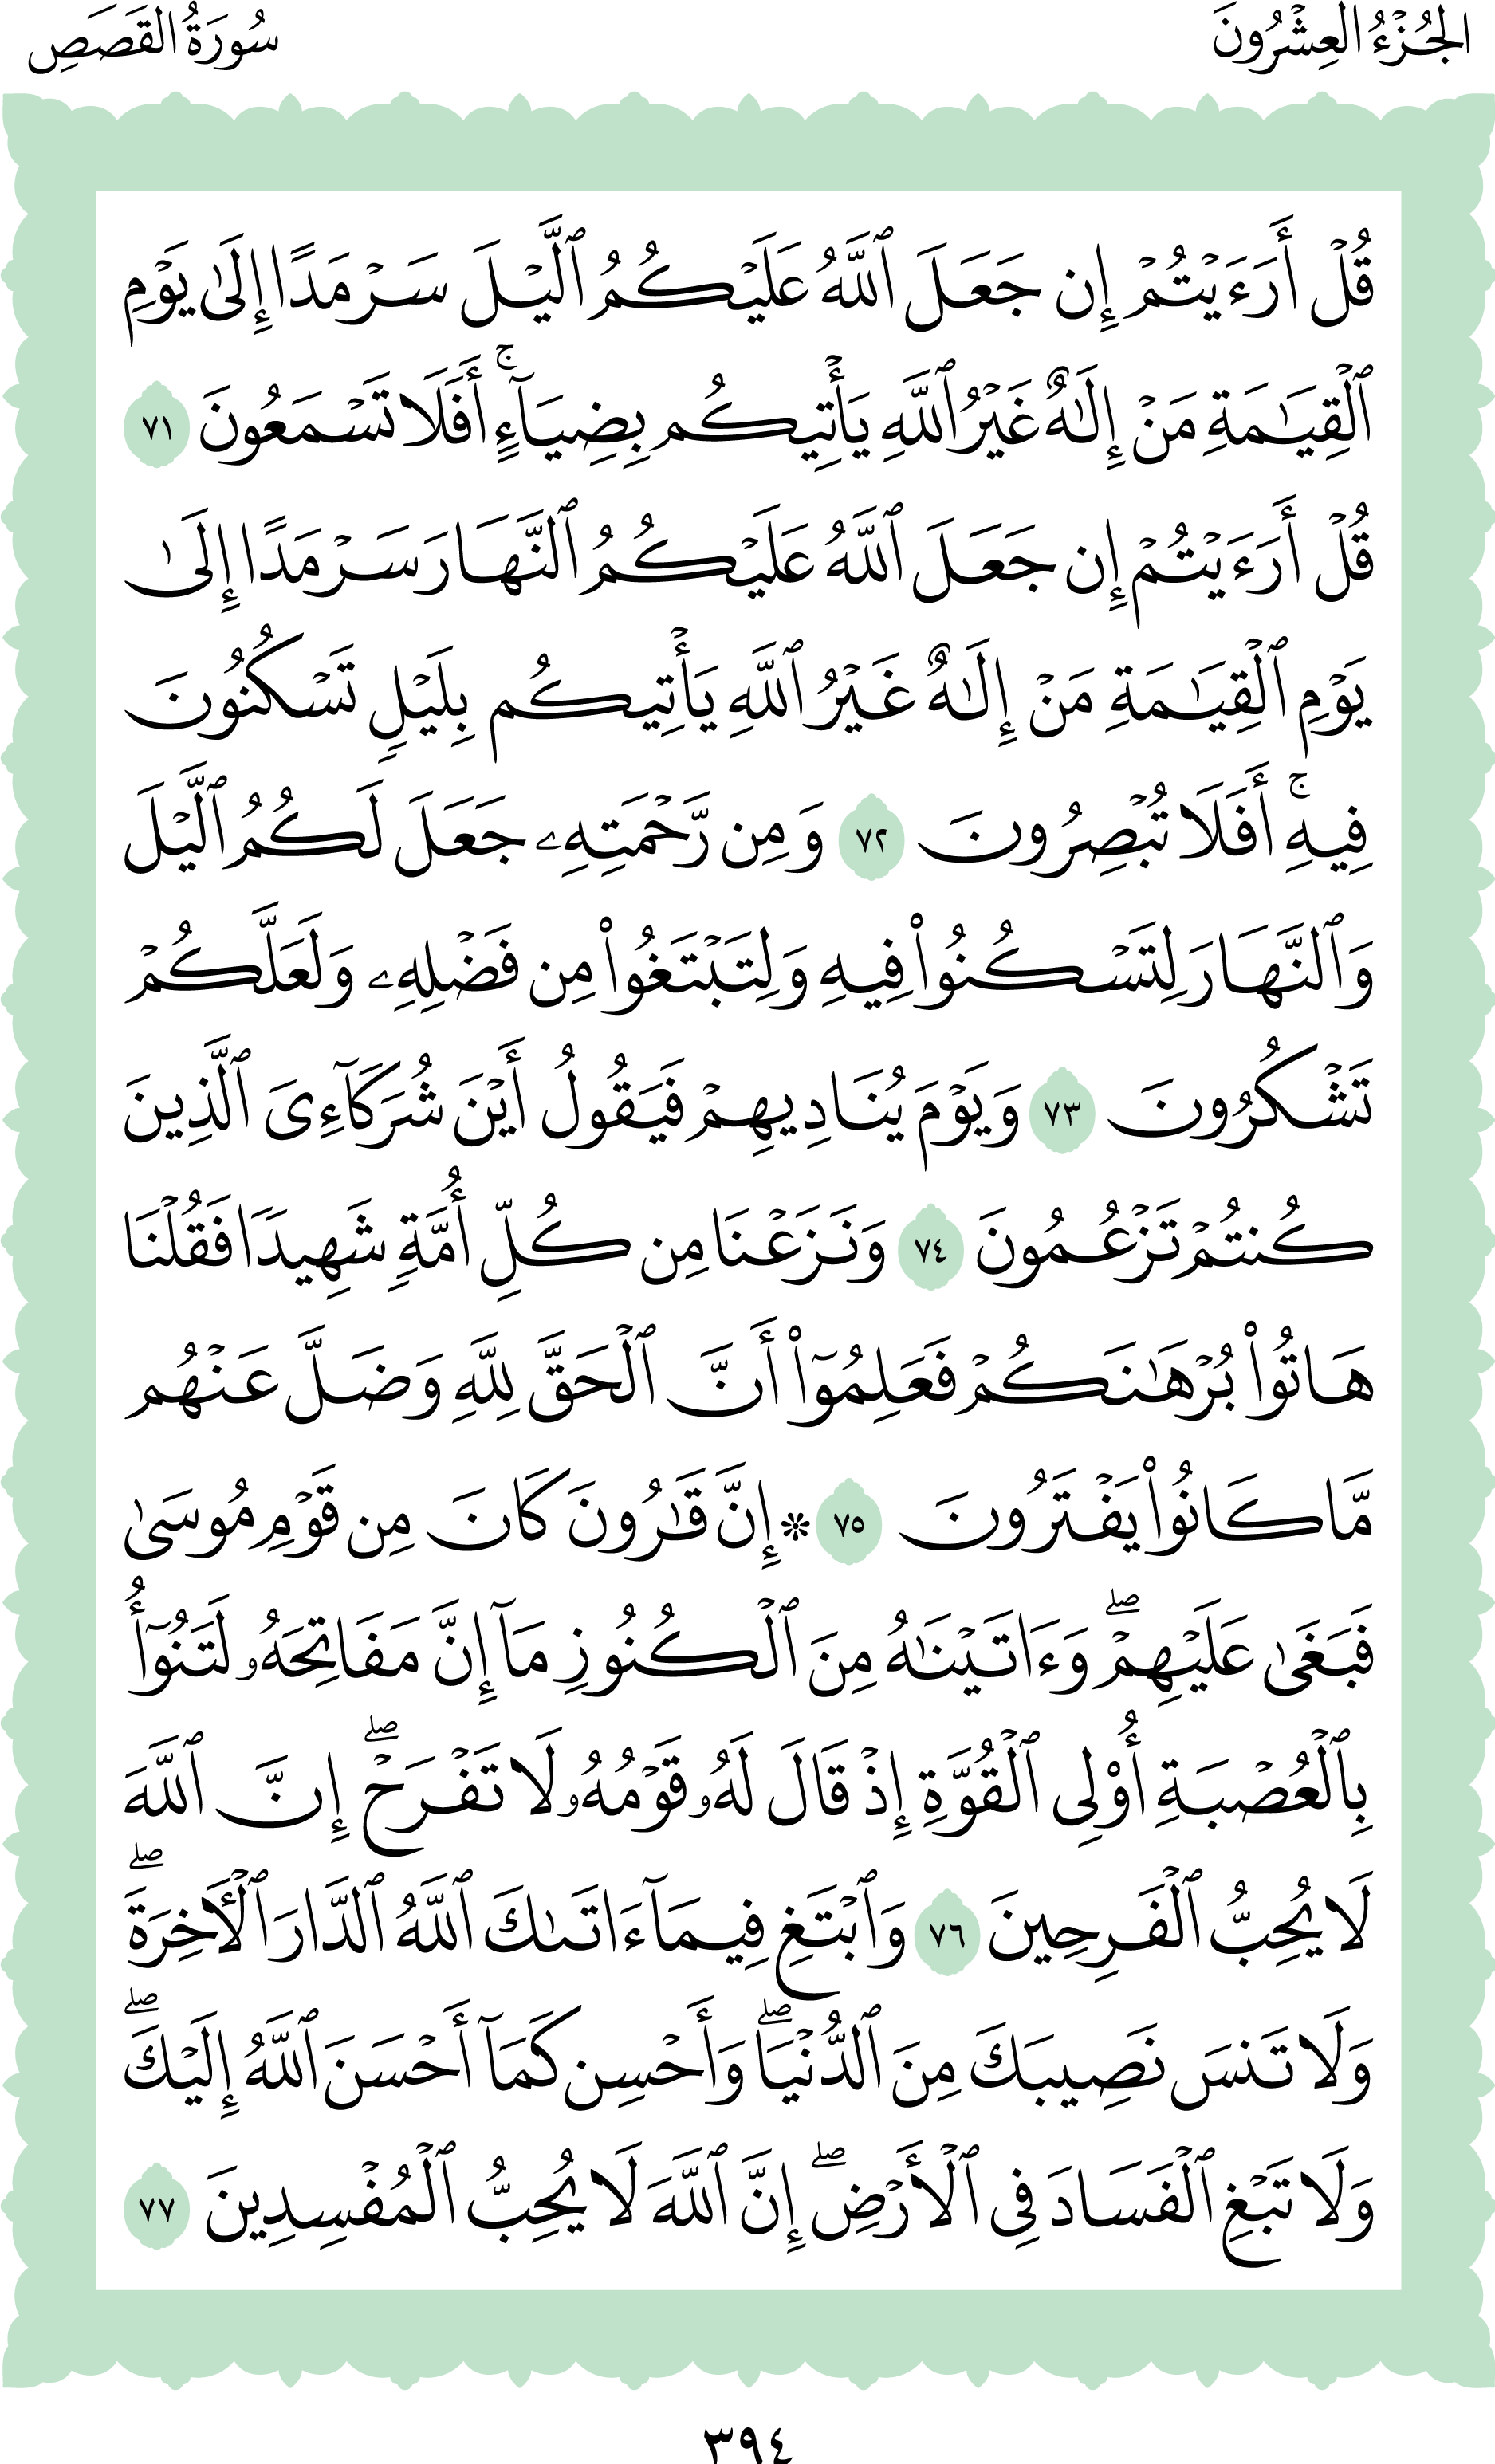 الجُزْءُ العِشْرُونَ
سُورَةُ القَصَصِ
قُلۡ أَرَءَيۡتُمۡ إِن جَعَلَ ٱللَّهُ عَلَيۡكُمُ ٱلَّيۡلَ سَرۡمَدًا إِلَىٰ يَوۡمِ
ٱلۡقِيَٰمَةِ مَنۡ إِلَٰهٌ غَيۡرُ ٱللَّهِ يَأۡتِيكُم بِضِيَآءٍۚ أَفَلَا تَسۡمَعُونَ ٧١
قُلۡ أَرَءَيۡتُمۡ إِن جَعَلَ ٱللَّهُ عَلَيۡكُمُ ٱلنَّهَارَ سَرۡمَدًا إِلَىٰ
يَوۡمِ ٱلۡقِيَٰمَةِ مَنۡ إِلَٰهٌ غَيۡرُ ٱللَّهِ يَأۡتِيكُم بِلَيۡلٖ تَسۡكُنُونَ
فِيهِۚ أَفَلَا تُبۡصِرُونَ ٧٢ وَمِن رَّحۡمَتِهِۦ جَعَلَ لَكُمُ ٱلَّيۡلَ
وَٱلنَّهَارَ لِتَسۡكُنُواْ فِيهِ وَلِتَبۡتَغُواْ مِن فَضۡلِهِۦ وَلَعَلَّكُمۡ
تَشۡكُرُونَ ٧٣ وَيَوۡمَ يُنَادِيهِمۡ فَيَقُولُ أَيۡنَ شُرَكَآءِيَ ٱلَّذِينَ
كُنتُمۡ تَزۡعُمُونَ ٧٤ وَنَزَعۡنَا مِن كُلِّ أُمَّةٖ شَهِيدٗا فَقُلۡنَا
هَاتُواْ بُرۡهَٰنَكُمۡ فَعَلِمُوٓاْ أَنَّ ٱلۡحَقَّ لِلَّهِ وَضَلَّ عَنۡهُم
مَّا كَانُواْ يَفۡتَرُونَ ٧٥ ۞إِنَّ قَٰرُونَ كَانَ مِن قَوۡمِ مُوسَىٰ
فَبَغَىٰ عَلَيۡهِمۡۖ وَءَاتَيۡنَٰهُ مِنَ ٱلۡكُنُوزِ مَآ إِنَّ مَفَاتِحَهُۥ لَتَنُوٓأُ
بِٱلۡعُصۡبَةِ أُوْلِي ٱلۡقُوَّةِ إِذۡ قَالَ لَهُۥ قَوۡمُهُۥ لَا تَفۡرَحۡۖ إِنَّ ٱللَّهَ
لَا يُحِبُّ ٱلۡفَرِحِينَ ٧٦ وَٱبۡتَغِ فِيمَآ ءَاتَىٰكَ ٱللَّهُ ٱلدَّارَ ٱلۡأٓخِرَةَۖ
وَلَا تَنسَ نَصِيبَكَ مِنَ ٱلدُّنۡيَاۖ وَأَحۡسِن كَمَآ أَحۡسَنَ ٱللَّهُ إِلَيۡكَۖ
وَلَا تَبۡغِ ٱلۡفَسَادَ فِي ٱلۡأَرۡضِۖ إِنَّ ٱللَّهَ لَا يُحِبُّ ٱلۡمُفۡسِدِينَ ٧٧
٣٩٤